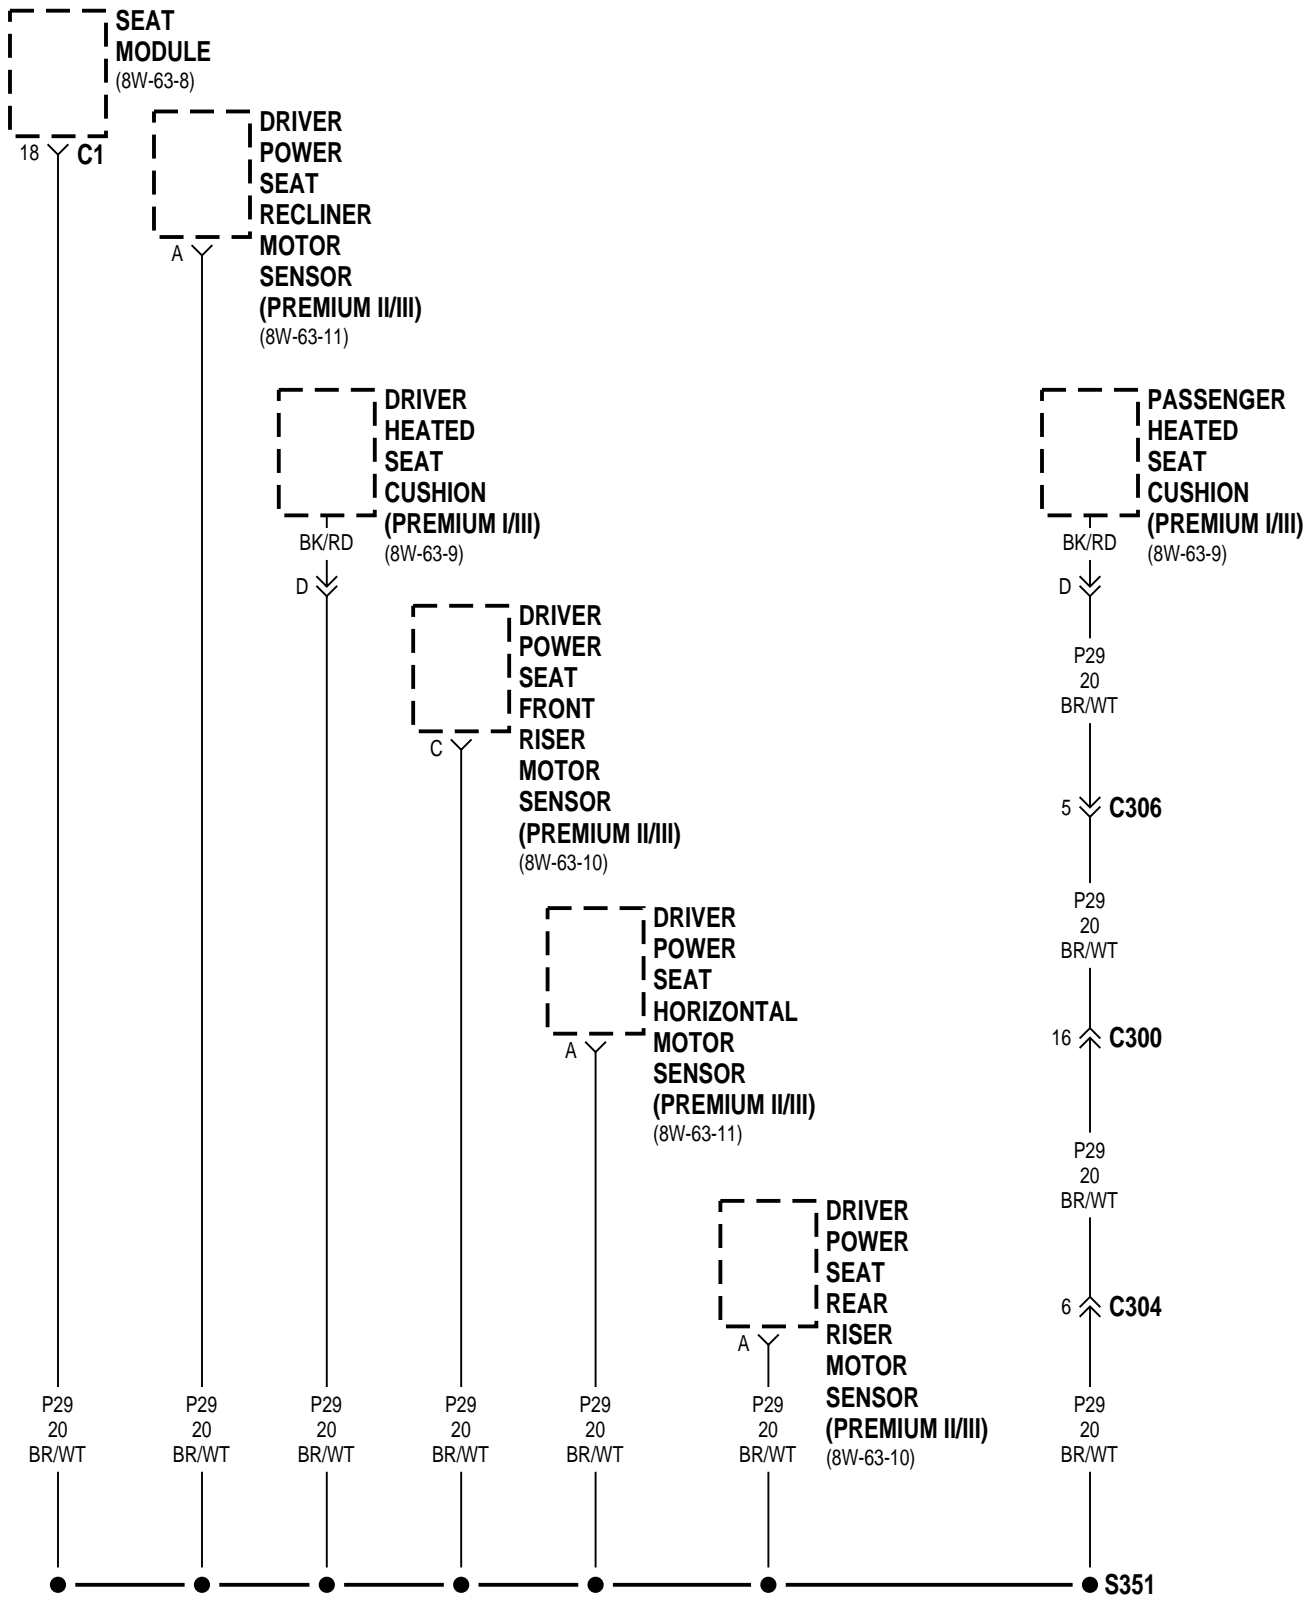 SEAT
MODULE
(8W-63-8)
18
C1
DRIVER
POWER
SEAT
RECLINER
MOTOR
SENSOR
(PREMIUM II/III)
(8W-63-11)
A
DRIVER
HEATED
SEAT
CUSHION
(PREMIUM I/III)
(8W-63-9)
BK/RD
D
PASSENGER
HEATED
SEAT
CUSHION
(PREMIUM I/III)
(8W-63-9)
BK/RD
D
P29
20
BR/WT
5
C306
P29
20
BR/WT
16
C300
P29
20
BR/WT
6
C304
DRIVER
POWER
SEAT
FRONT
RISER
MOTOR
SENSOR
(PREMIUM II/III)
(8W-63-10)
C
DRIVER
POWER
SEAT
HORIZONTAL
MOTOR
SENSOR
(PREMIUM II/III)
(8W-63-11)
A
DRIVER
POWER
SEAT
REAR
RISER
MOTOR
SENSOR
(PREMIUM II/III)
(8W-63-10)
A
P29
20
BR/WT
P29
20
BR/WT
P29
20
BR/WT
P29
20
BR/WT
P29
20
BR/WT
P29
20
BR/WT
P29
20
BR/WT
S351